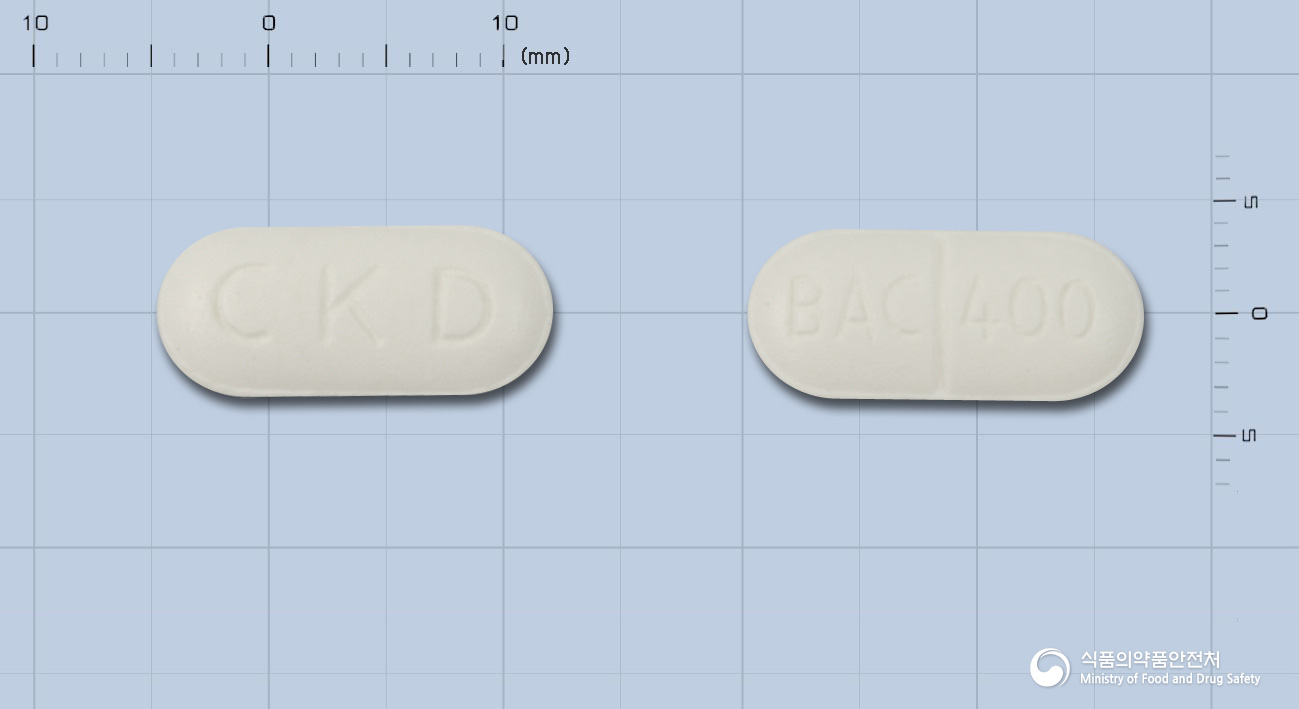 10 0 10 (mm)
CKD
BAC 400
5
0
5
식품의약품안전처
Ministry of Food and Drug Safety